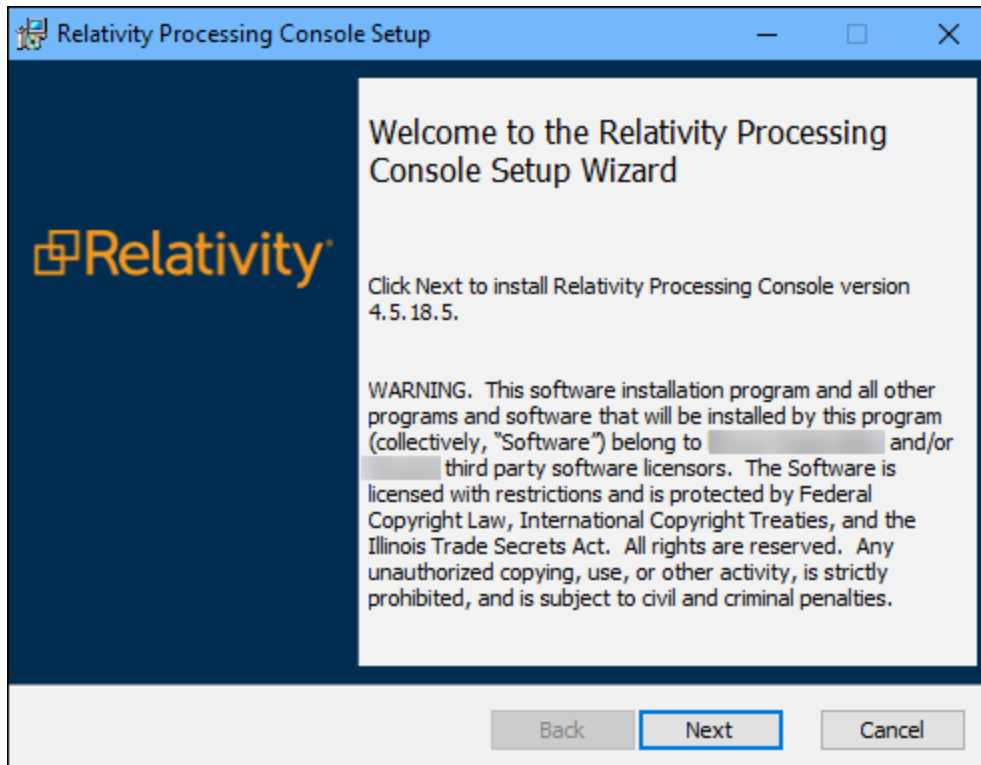 Relativity Processing Console Setup
Relativity
Welcome to the Relativity Processing
Console Setup Wizard
Click Next to install Relativity Processing Console version
4.5.18.5.
WARNING.  This software installation program and all other
programs and software that will be installed by this program
(collectively, “Software”) belong to and/or
third party software licensors.  The Software is
licensed with restrictions and is protected by Federal
Copyright Law, International Copyright Treaties, and the
Illinois Trade Secrets Act.  All rights are reserved.  Any
unauthorized copying, use, or other activity, is strictly
prohibited, and is subject to civil and criminal penalties.
Back
Next
Cancel